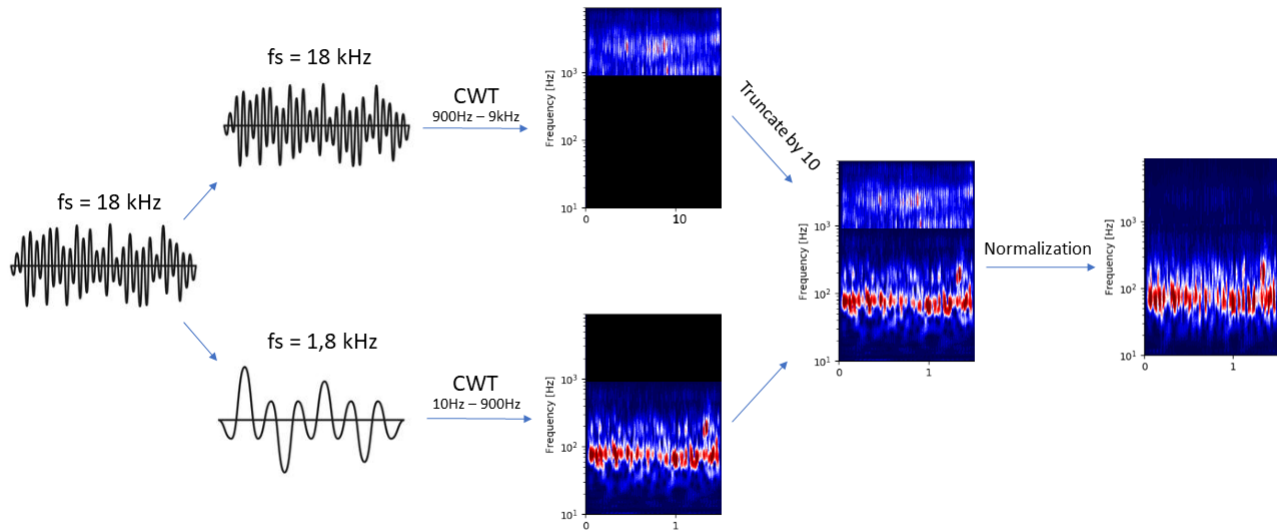 fs = 18 kHz
fs = 18 kHz
CWT
900Hz – 9kHz
Frequency [Hz]
10³
10²
10¹
0
10
Truncate by 10
fs = 1,8 kHz
CWT
10Hz – 900Hz
Frequency [Hz]
10³
10²
10¹
0
1
Frequency [Hz]
10³
10²
10¹
0
1
Normalization
Frequency [Hz]
10³
10²
10¹
0
1